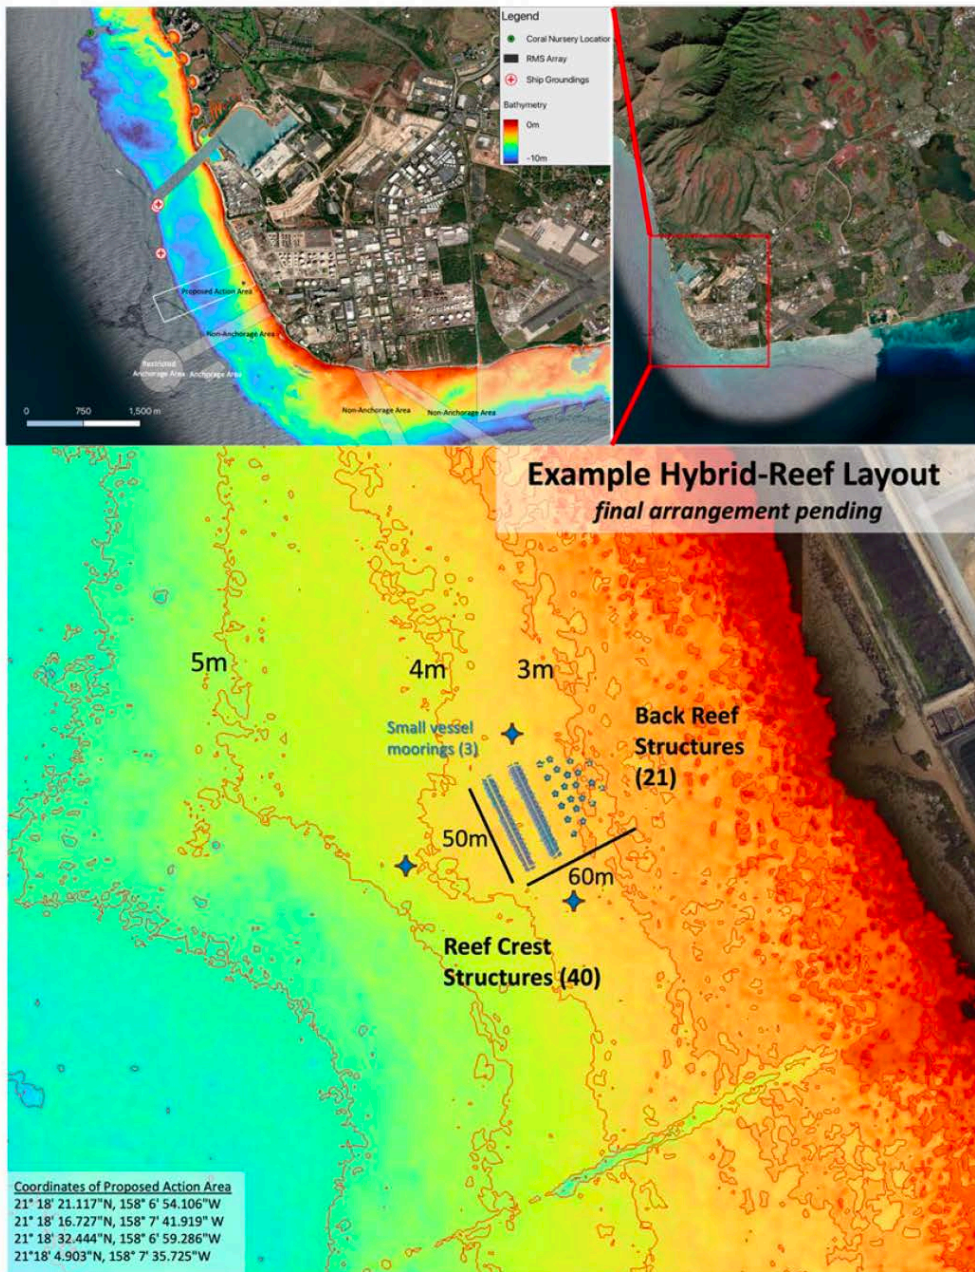 Legend
Coral Nursery Location
RMS Array
Ship Groundings
Bathymetry
0m
-10m
Proposed Action Area
Non-Anchorage Area
Restricted
Anchorage Area
Anchorage Area
Non-Anchorage Area
Non-Anchorage Area
0 750 1,500 m
Example Hybrid-Reef Layout
final arrangement pending
5m
4m
3m
Small vessel
moorings (3)
Back Reef
Structures
(21)
50m
60m
Reef Crest
Structures (40)
Coordinates of Proposed Action Area
21° 18' 21.117"N, 158° 6' 54.106"W
21° 18' 16.727"N, 158° 7' 41.919" W
21° 18' 32.444"N, 158° 6' 59.286"W
21°18' 4.903"N, 158° 7' 35.725"W